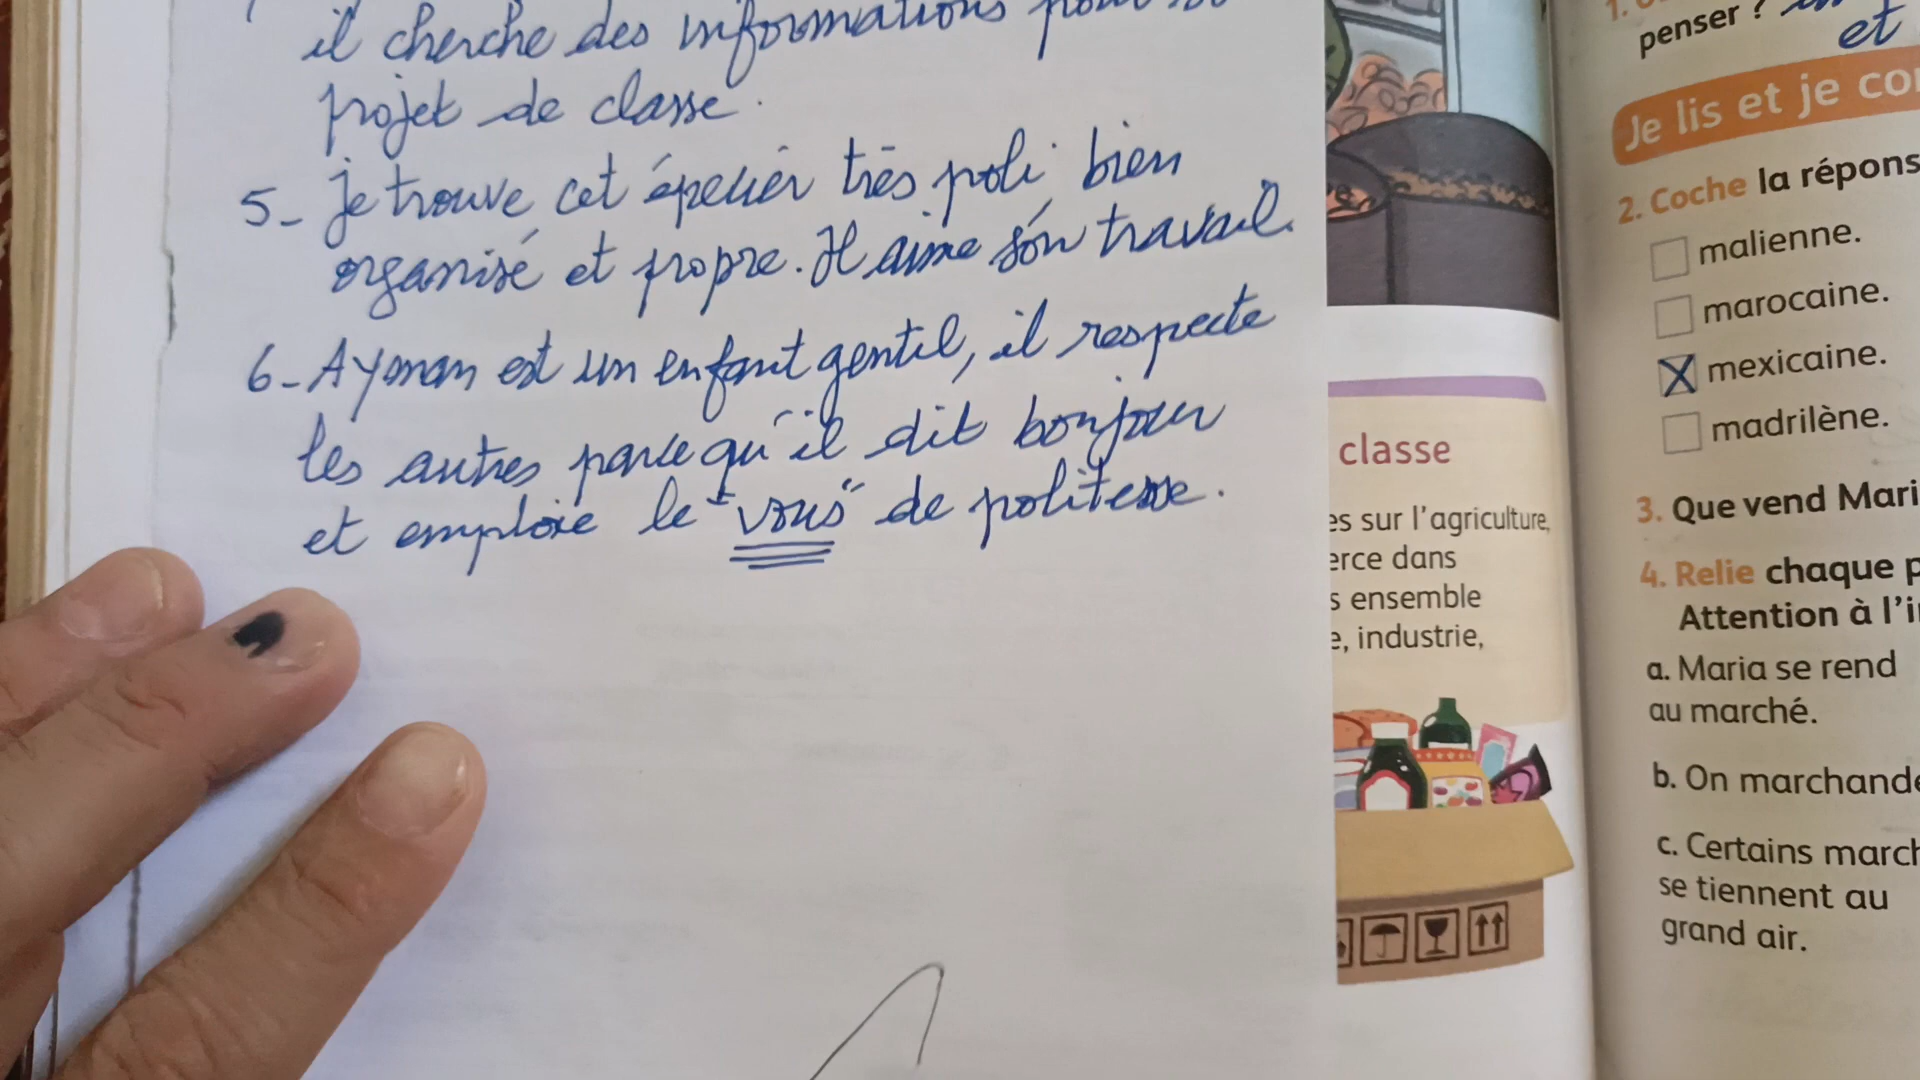 il cherche des informations pour
projet de classe.
5- Je trouve cet épicier très poli bien
organisé et propre. Il aime son travail.
6- Ayman est un enfant gentil, il respecte
les autres parce qu'il dit bonjour
et emploie le "vous" de politesse.
classe
es sur l'agriculture,
erce dans
s ensemble
e, industrie,
penser ?
et
Je lis et je co
2. Coche la répons
malienne.
marocaine.
X mexicaine.
madrilène.
3. Que vend Mari
4. Relie chaque p
Attention à l'i
a. Maria se rend
au marché.
b. On marchande
c. Certains march
se tiennent au
grand air.